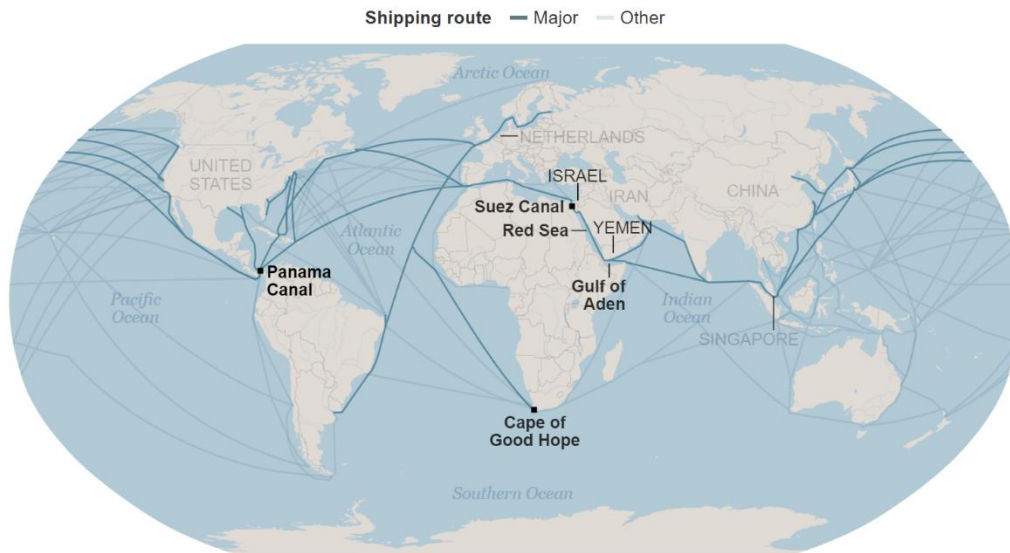 Shipping route Major Other
Arctic Ocean
NETHERLANDS
UNITED
STATES
ISRAEL
IRAN
CHINA
Suez Canal
YEMEN
Red Sea
Atlantic
Ocean
Panama
Canal
Gulf of
Aden
Pacific
Ocean
Indian
Ocean
SINGAPORE
Cape of
Good Hope
Southern Ocean